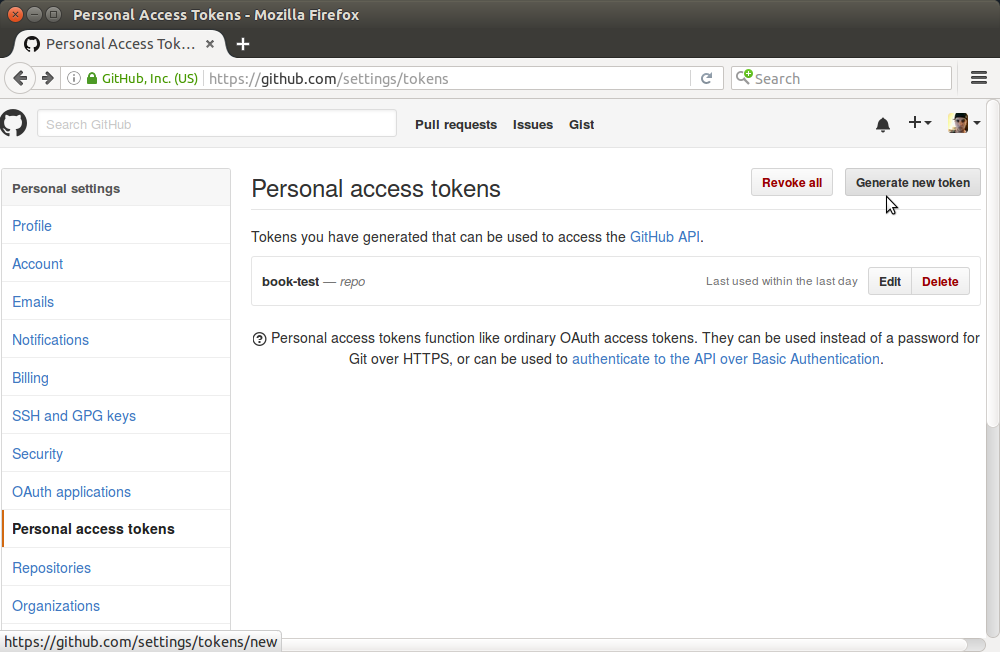 Personal Access Tokens - Mozilla Firefox
Personal Access Tok...
GitHub, Inc. (US) https://github.com/settings/tokens Search
Search GitHub Pull requests Issues Gist
Personal settings
Profile
Account
Emails
Notifications
Billing
SSH and GPG keys
Security
OAuth applications
Personal access tokens
Repositories
Organizations
Personal access tokens Revoke all Generate new token
Tokens you have generated that can be used to access the GitHub API.
book-test — repo Last used within the last day Edit Delete
Personal access tokens function like ordinary OAuth access tokens. They can be used instead of a password for
Git over HTTPS, or can be used to authenticate to the API over Basic Authentication.
https://github.com/settings/tokens/new